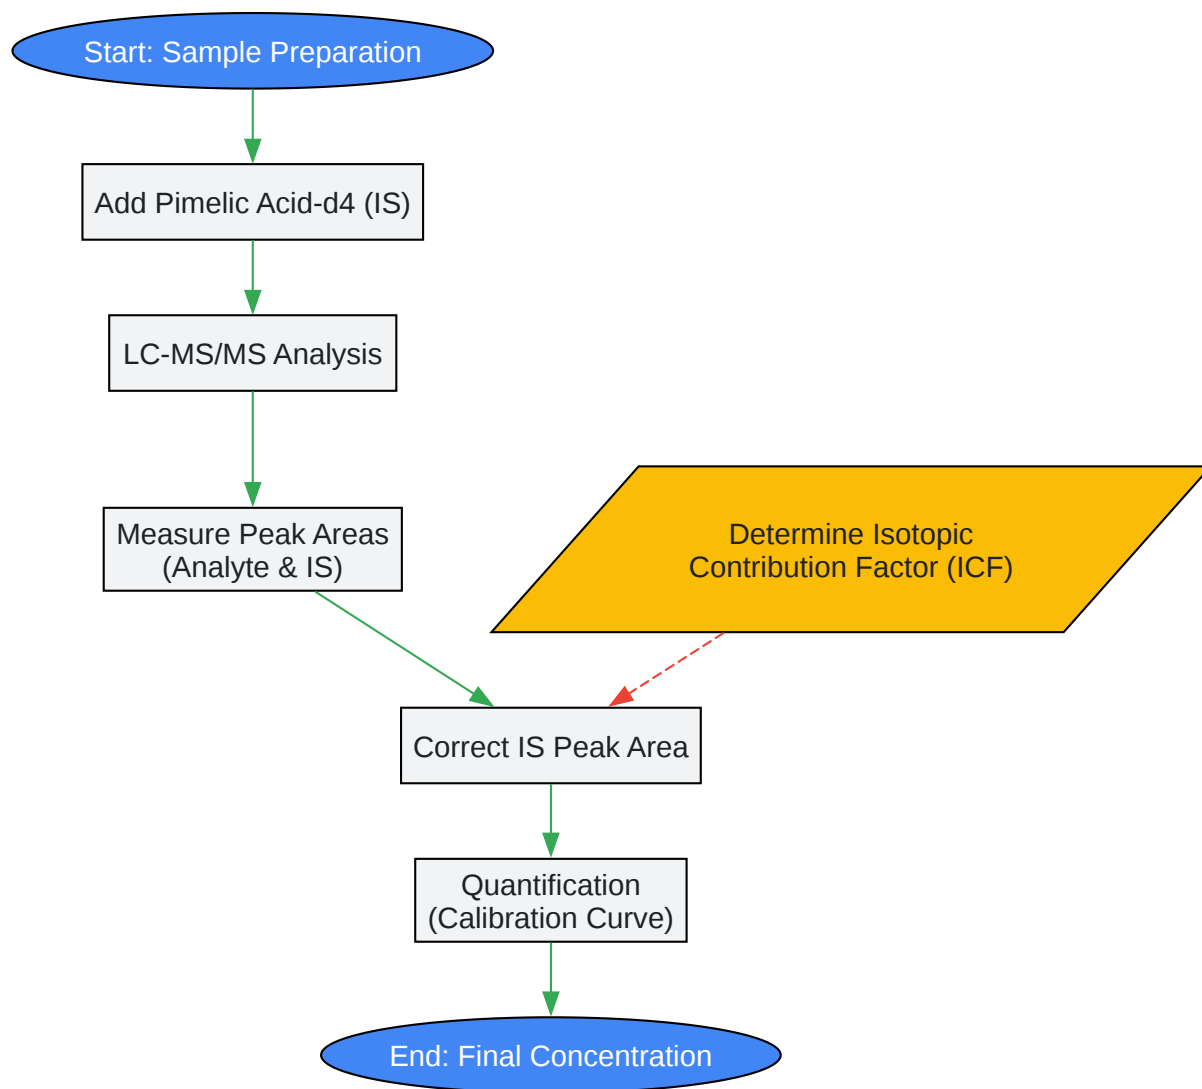 Start: Sample Preparation
Add Pimelic Acid-d4 (IS)
LC-MS/MS Analysis
Measure Peak Areas
(Analyte & IS)
Determine Isotopic
Contribution Factor (ICF)
Correct IS Peak Area
Quantification
(Calibration Curve)
End: Final Concentration